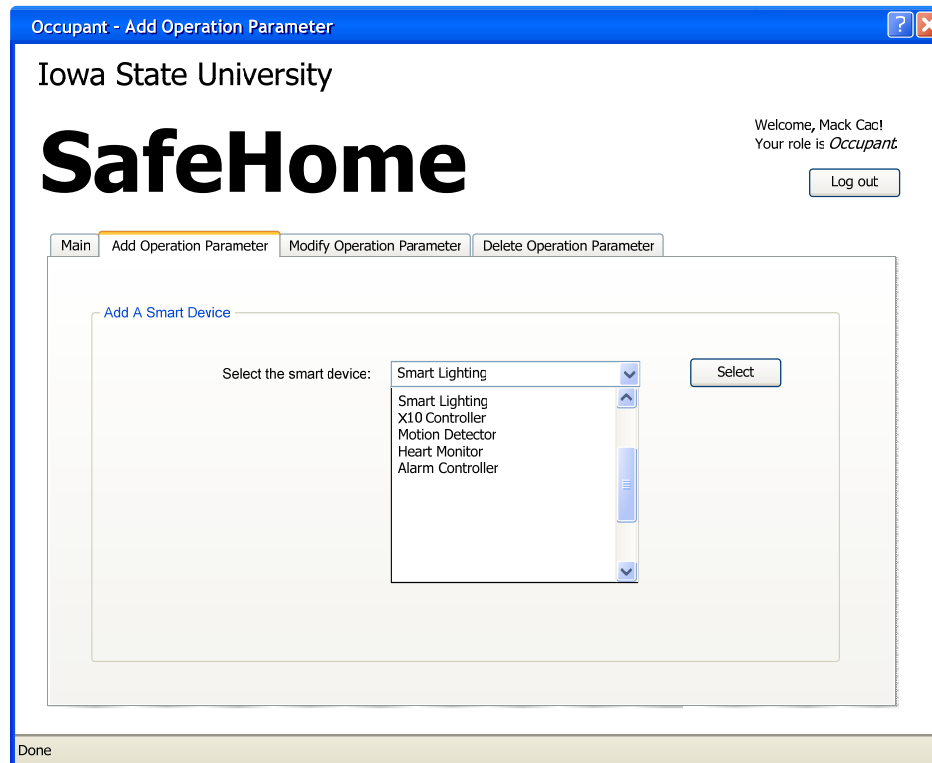 Occupant - Add Operation Parameter
?
Iowa State University
SafeHome
Welcome, Mack Cac!
Your role is Occupant.
Log out
Main Add Operation Parameter Modify Operation Parameter Delete Operation Parameter
Add A Smart Device
Select the smart device: Smart Lighting Select
Smart Lighting
X10 Controller
Motion Detector
Heart Monitor
Alarm Controller
Done